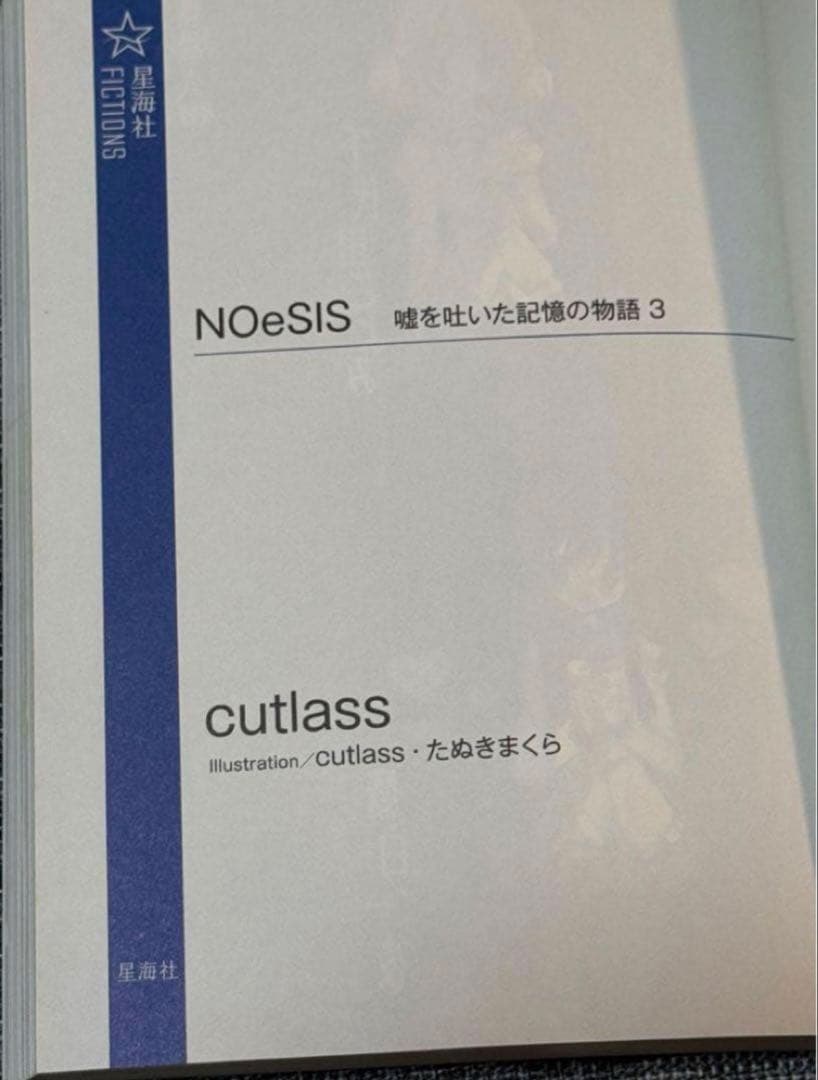 星海社
FICTIONS
NOeSIS 嘘を吐いた記憶の物語 3
cutlass
Illustration／cutlass・たぬきまくら
星海社